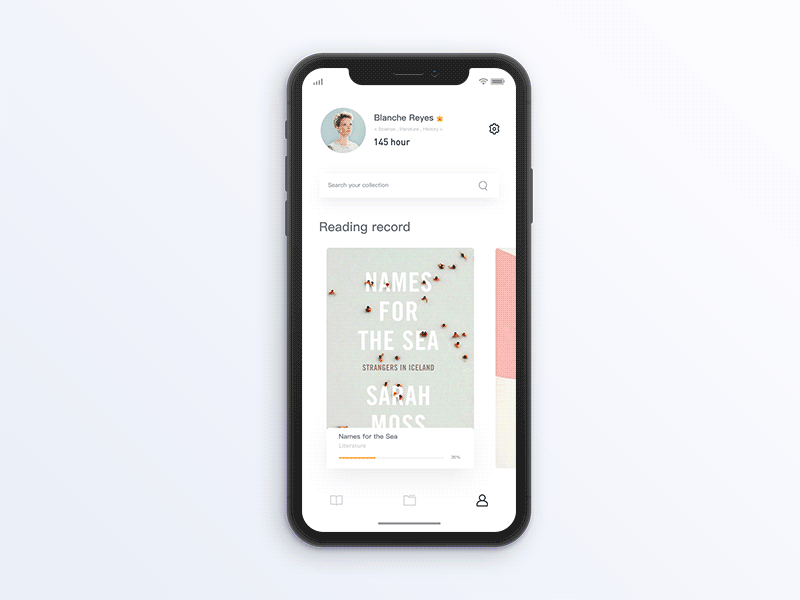 Blanche Reyes
< Science , literature , History >
145 hour
Search your collection
Reading record
NAMES
FOR
THE SEA
STRANGERS IN ICELAND
SARAH
MOSS
Names for the Sea
Literature
36%